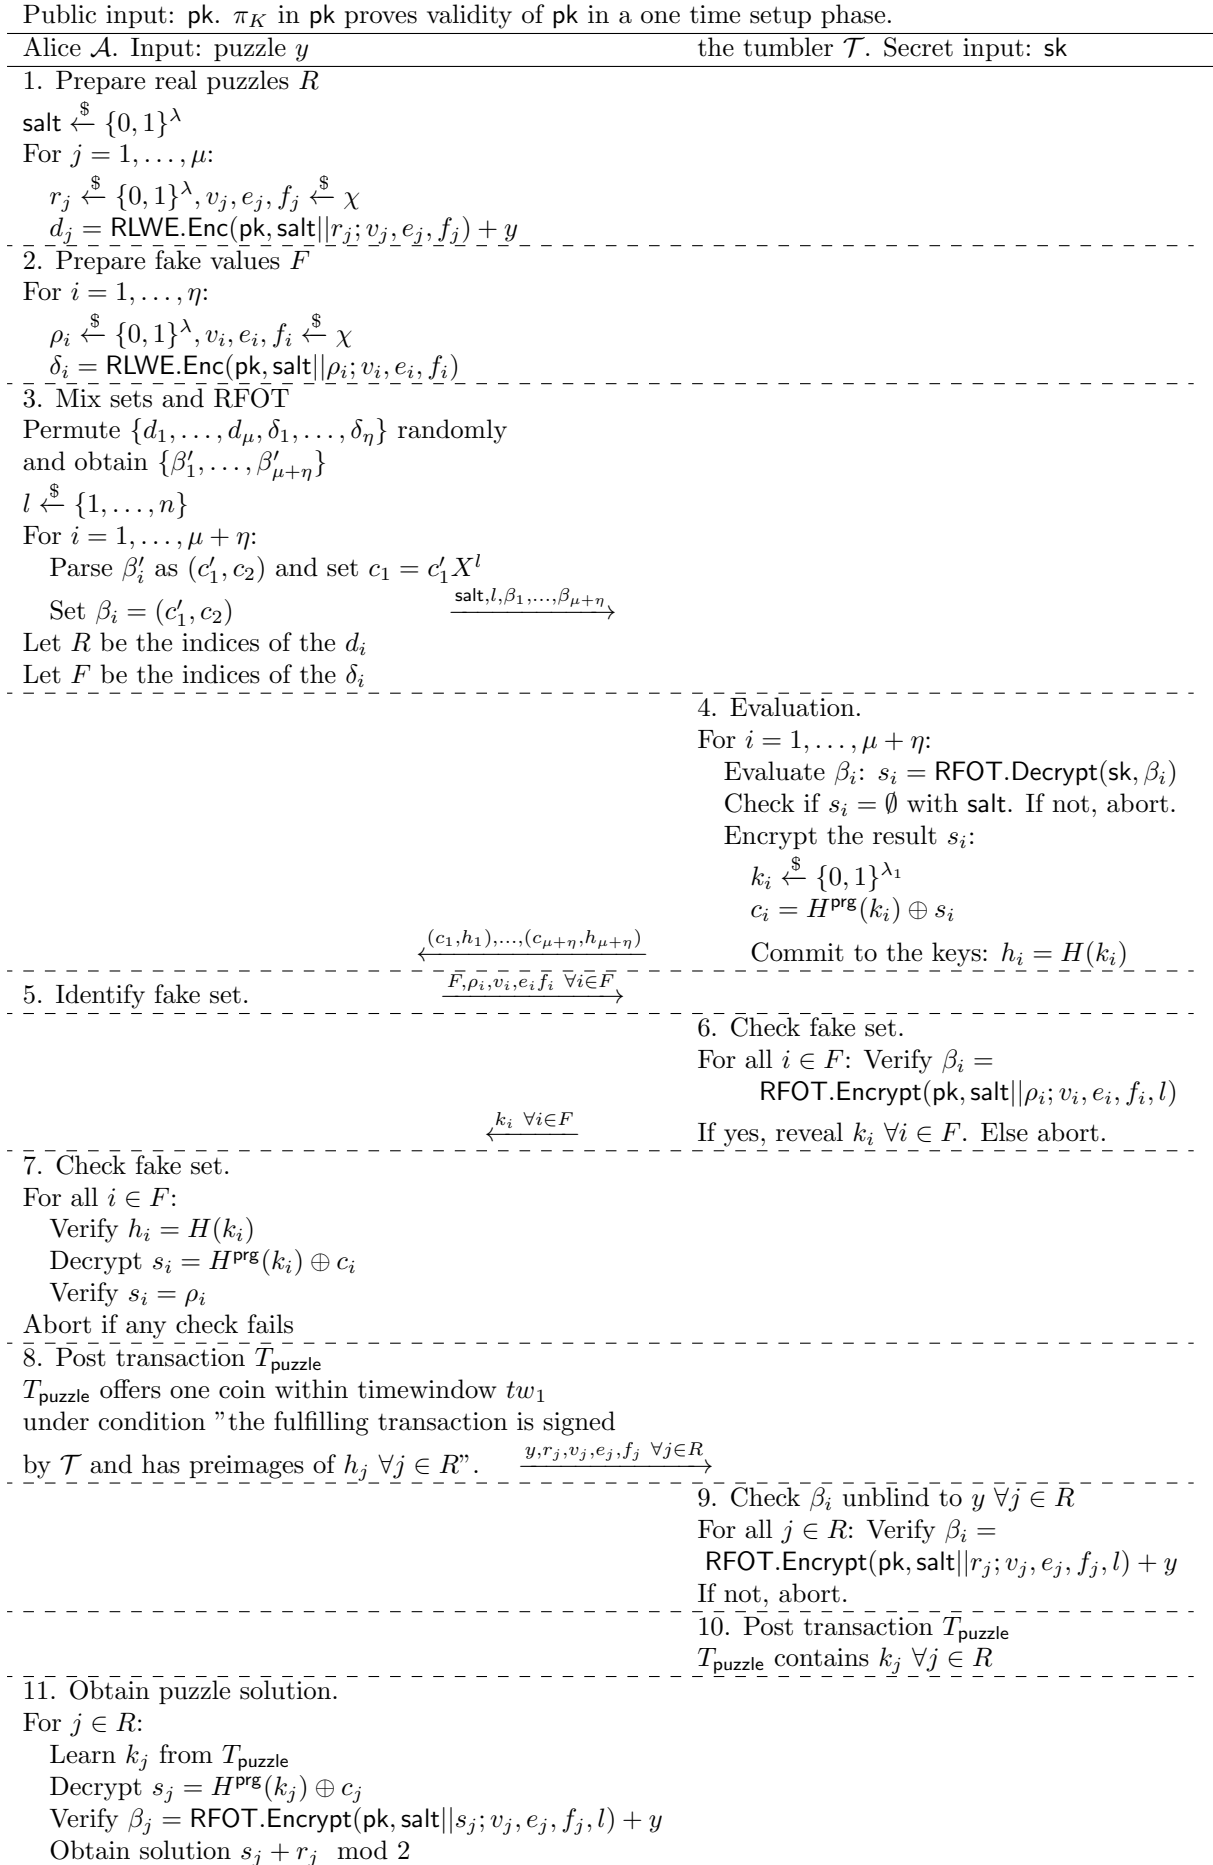 Public input: pk. π_K in pk proves validity of pk in a one time setup phase.
Alice 𝒜. Input: puzzle y
the tumbler 𝒯. Secret input: sk
1. Prepare real puzzles R
salt ←$ {0, 1}^λ
For j = 1, . . . , μ:
r_j ←$ {0, 1}^λ, v_j, e_j, f_j ←$ χ
d_j = RLWE.Enc(pk, salt||r_j; v_j, e_j, f_j) + y
2. Prepare fake values F
For i = 1, . . . , η:
ρ_i ←$ {0, 1}^λ, v_i, e_i, f_i ←$ χ
δ_i = RLWE.Enc(pk, salt||ρ_i; v_i, e_i, f_i)
3. Mix sets and RFOT
Permute {d_1, . . . , d_μ, δ_1, . . . , δ_η} randomly
and obtain {β′_1, . . . , β′_{μ+η}}
l ←$ {1, . . . , n}
For i = 1, . . . , μ + η:
Parse β′_i as (c′_1, c_2) and set c_1 = c′_1X^l
Set β_i = (c′_1, c_2)
salt,l,β_1,...,β_{μ+η} →
Let R be the indices of the d_i
Let F be the indices of the δ_i
4. Evaluation.
For i = 1, . . . , μ + η:
Evaluate β_i: s_i = RFOT.Decrypt(sk, β_i)
Check if s_i = ∅ with salt. If not, abort.
Encrypt the result s_i:
k_i ←$ {0, 1}^{λ_1}
c_i = H^prg(k_i) ⊕ s_i
← (c_1,h_1),...,(c_{μ+η},h_{μ+η})
Commit to the keys: h_i = H(k_i)
5. Identify fake set.
F,ρ_i,v_i,e_if_i ∀i∈F →
6. Check fake set.
For all i ∈ F: Verify β_i =
RFOT.Encrypt(pk, salt||ρ_i; v_i, e_i, f_i, l)
← k_i ∀i∈F
If yes, reveal k_i ∀i ∈ F. Else abort.
7. Check fake set.
For all i ∈ F:
Verify h_i = H(k_i)
Decrypt s_i = H^prg(k_i) ⊕ c_i
Verify s_i = ρ_i
Abort if any check fails
8. Post transaction T_puzzle
T_puzzle offers one coin within timewindow tw_1
under condition ”the fulfilling transaction is signed
by 𝒯 and has preimages of h_j ∀j ∈ R”.
y,r_j,v_j,e_j,f_j ∀j∈R →
9. Check β_i unblind to y ∀j ∈ R
For all j ∈ R: Verify β_i =
RFOT.Encrypt(pk, salt||r_j; v_j, e_j, f_j, l) + y
If not, abort.
10. Post transaction T_puzzle
T_puzzle contains k_j ∀j ∈ R
11. Obtain puzzle solution.
For j ∈ R:
Learn k_j from T_puzzle
Decrypt s_j = H^prg(k_j) ⊕ c_j
Verify β_j = RFOT.Encrypt(pk, salt||s_j; v_j, e_j, f_j, l) + y
Obtain solution s_j + r_j mod 2